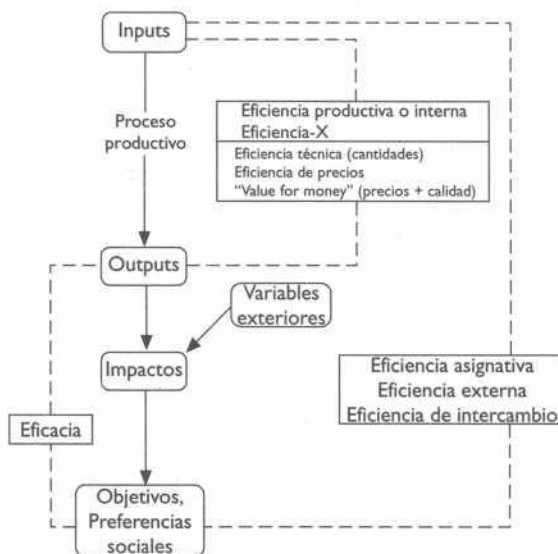 Inputs
Proceso
productivo
Eficiencia productiva o interna
Eficiencia-X
Eficiencia técnica (cantidades)
Eficiencia de precios
"Value for money" (precios + calidad)
Outputs
Variables
exteriores
Impactos
Eficiencia asignativa
Eficiencia externa
Eficiencia de intercambio
Eficacia
Objetivos,
Preferencias
sociales